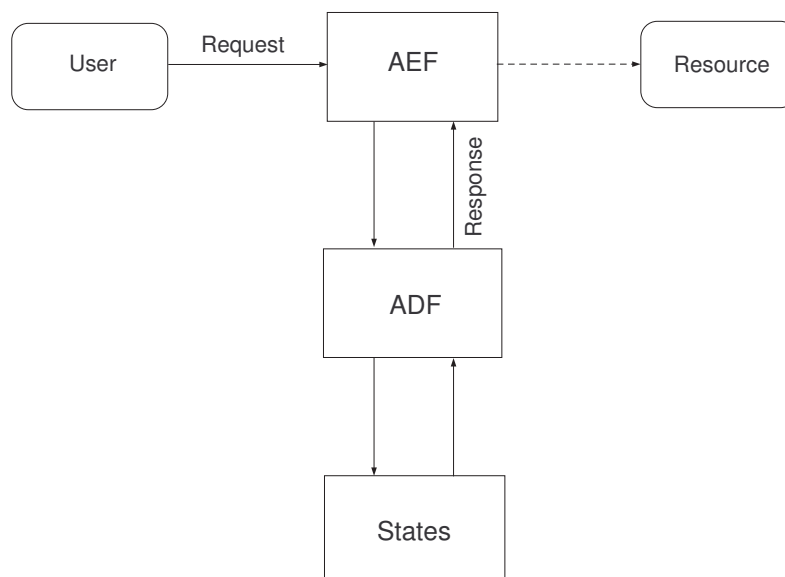 User
Request
AEF
Resource
Response
ADF
States